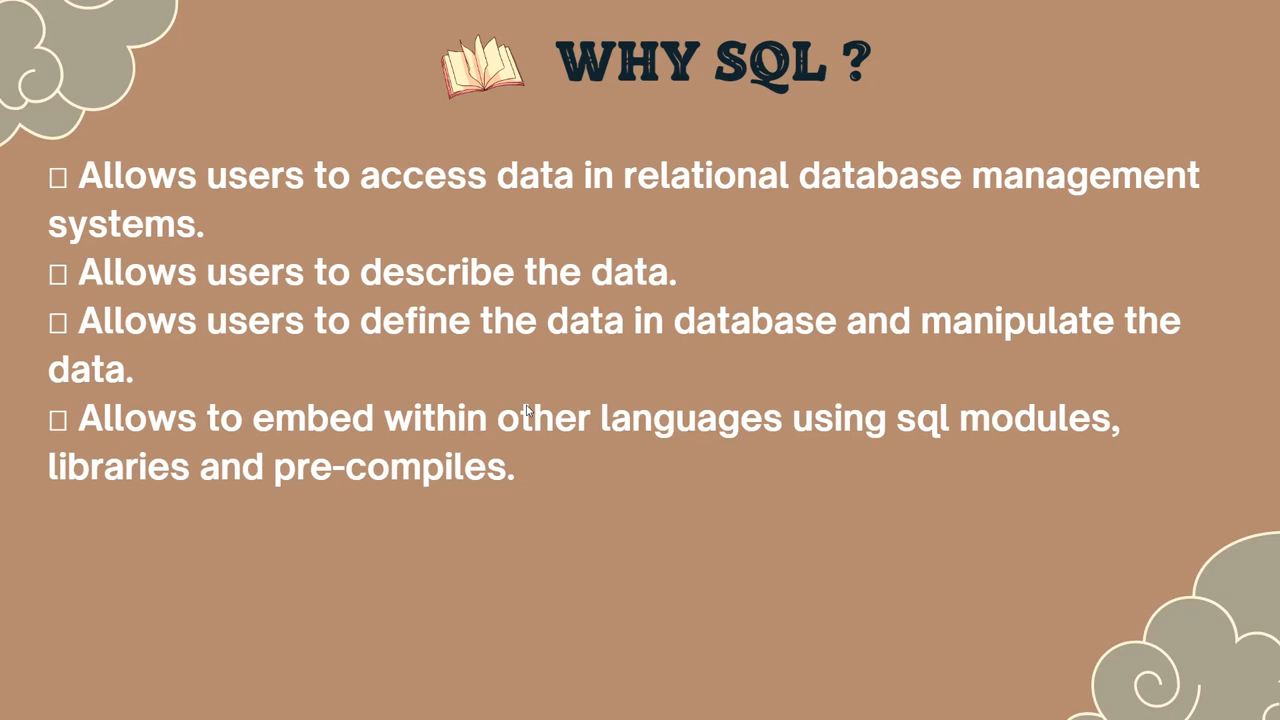 WHY SQL ?
▯ Allows users to access data in relational database management
systems.
▯ Allows users to describe the data.
▯ Allows users to define the data in database and manipulate the
data.
▯ Allows to embed within other languages using sql modules,
libraries and pre-compiles.